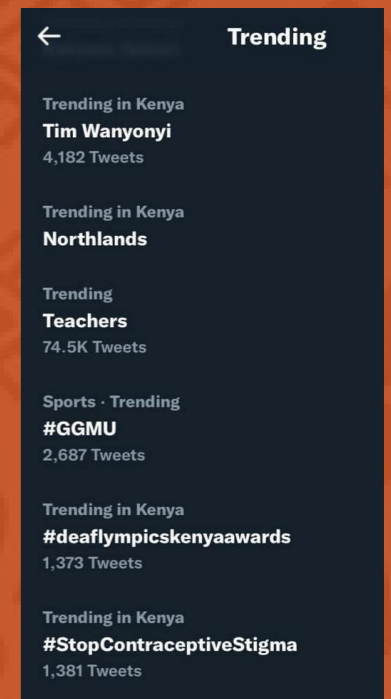 Trending
Trending in Kenya
Tim Wanyonyi
4,182 Tweets
Trending in Kenya
Northlands
Trending
Teachers
74.5K Tweets
Sports · Trending
#GGMU
2,687 Tweets
Trending in Kenya
#deaflympicskenyaawards
1,373 Tweets
Trending in Kenya
#StopContraceptiveStigma
1,381 Tweets